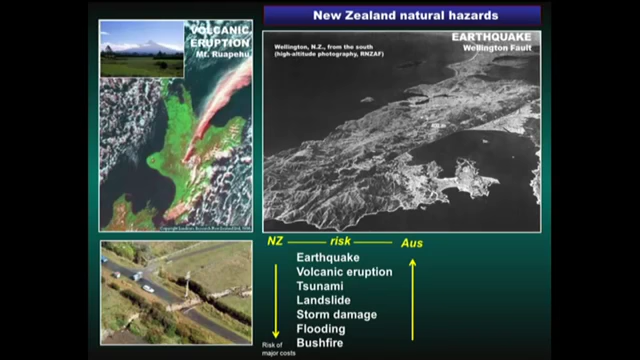 New Zealand natural hazards
VOLCANIC
ERUPTION
Mt. Ruapehu
Wellington, N.Z., from the south
(high-altitude photography, RNZAF)
EARTHQUAKE
Wellington Fault
NZ risk Aus
Earthquake
Volcanic eruption
Tsunami
Landslide
Storm damage
Flooding
Bushfire
Risk of
major costs